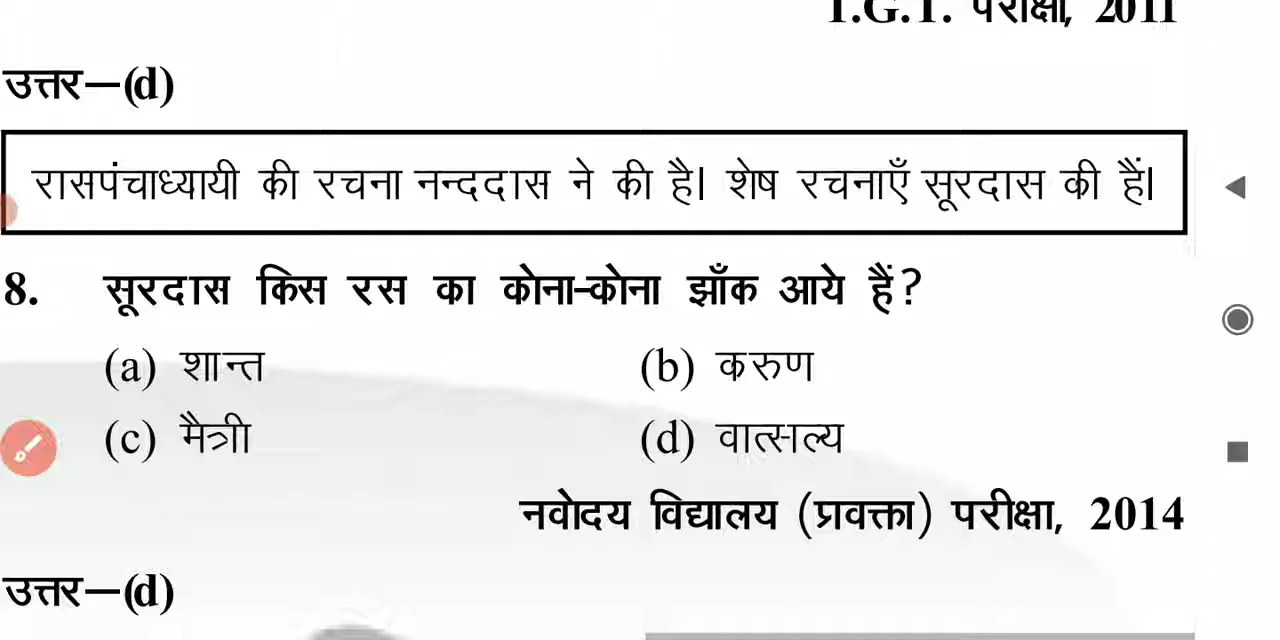 T.G.T. परीक्षा, 2011
उत्तर—(d)
रासपंचाध्यायी की रचना नन्ददास ने की है। शेष रचनाएँ सूरदास की हैं।
8. सूरदास किस रस का कोना-कोना झाँक आये हैं?
(a) शान्त (b) करुण
(c) मैत्री (d) वात्सल्य
नवोदय विद्यालय (प्रवक्ता) परीक्षा, 2014
उत्तर—(d)